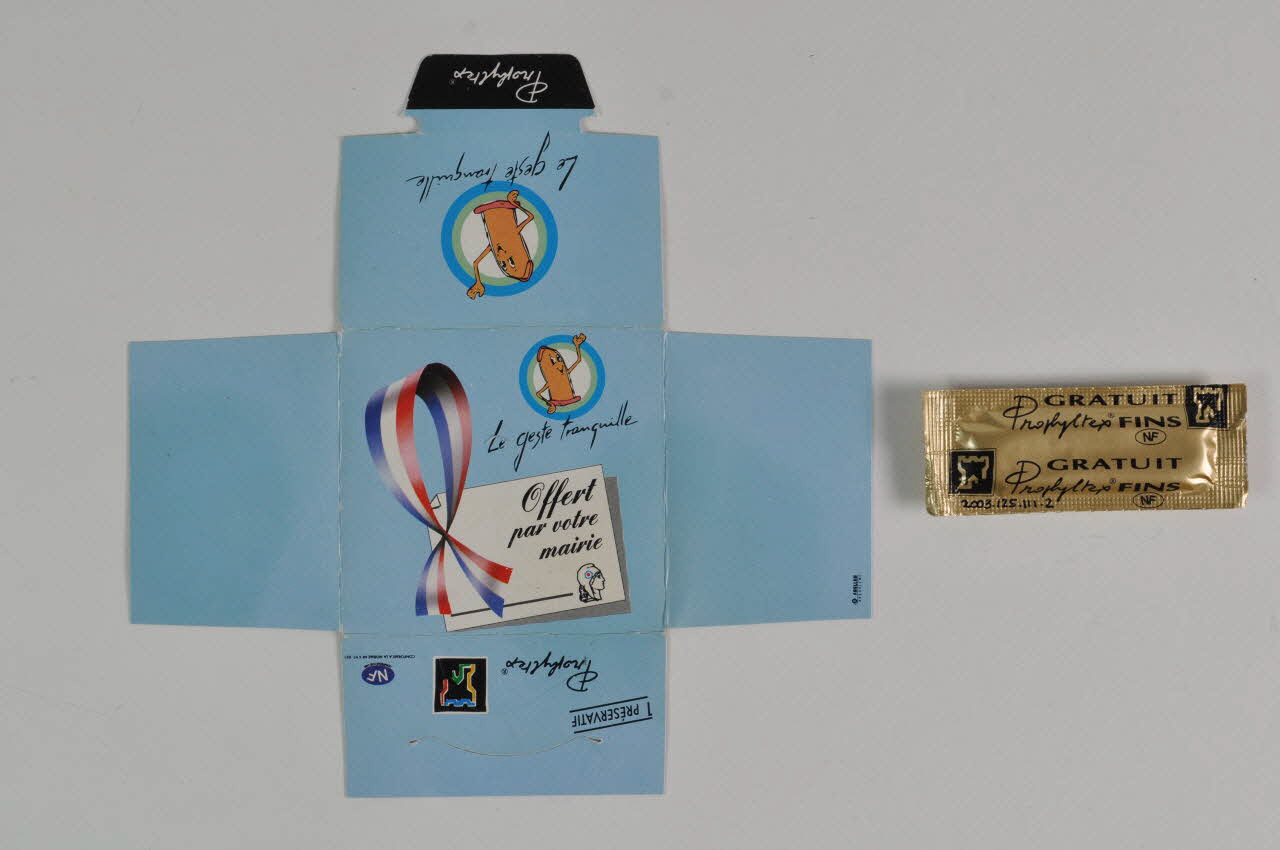 Prophyltex®
Le geste tranquille
Le geste tranquille
Offert
par votre
mairie
Prophyltex®
NF
1 PRÉSERVATIF
GRATUIT
Prophyltex® FINS
NF
GRATUIT
Prophyltex® FINS
NF
2003.125.111.2